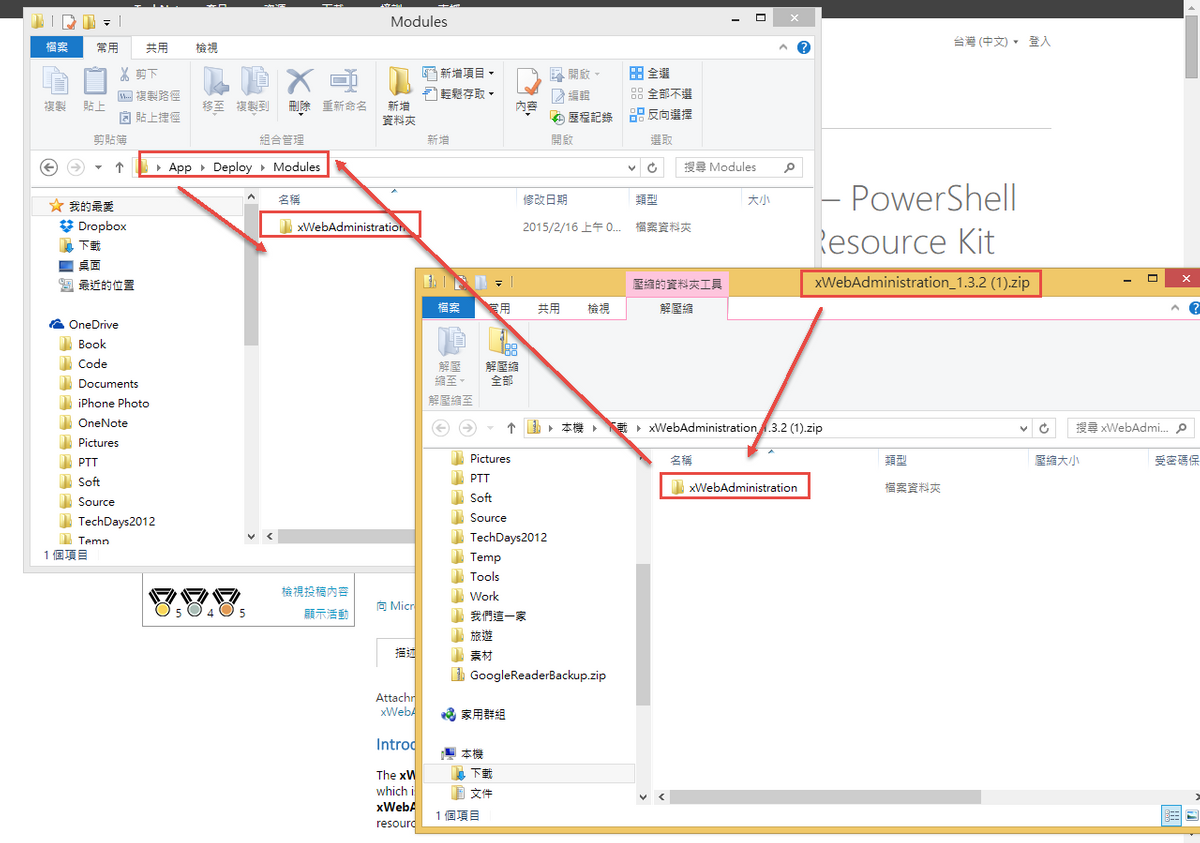 Modules
檔案 常用 共用 檢視
複製 貼上 剪下
複製路徑
貼上捷徑
剪貼簿
移至 複製到 刪除 重新命名
組合管理
新增
資料夾
新增項目
輕鬆存取
新增
內容
開啟
編輯
歷程記錄
開啟
全選
全部不選
反向選擇
選取
App Deploy Modules
搜尋 Modules
名稱 修改日期 類型 大小
xWebAdministration 2015/2/16 上午 0... 檔案資料夾
我的最愛
Dropbox
下載
桌面
最近的位置
OneDrive
Book
Code
Documents
iPhone Photo
OneNote
Pictures
PTT
Soft
Source
TechDays2012
Temp
1 個項目
台灣 (中文) 登入
– PowerShell
Resource Kit
壓縮的資料夾工具
xWebAdministration_1.3.2 (1).zip
檔案 常用 共用 檢視 解壓縮
解壓
縮至
解壓縮
全部
解壓縮至
本機 下載 xWebAdministration_1.3.2 (1).zip
搜尋 xWebAdmi...
名稱 類型 壓縮大小 受密碼保
xWebAdministration 檔案資料夾
Pictures
PTT
Soft
Source
TechDays2012
Temp
Tools
Work
我們這一家
旅遊
素材
GoogleReaderBackup.zip
家用群組
本機
下載
文件
1 個項目
5 4 5
檢視投稿內容
顯示活動
向 Micr
描述
Attachm
xWebA
Introd
The xW
which i
xWebA
resourc